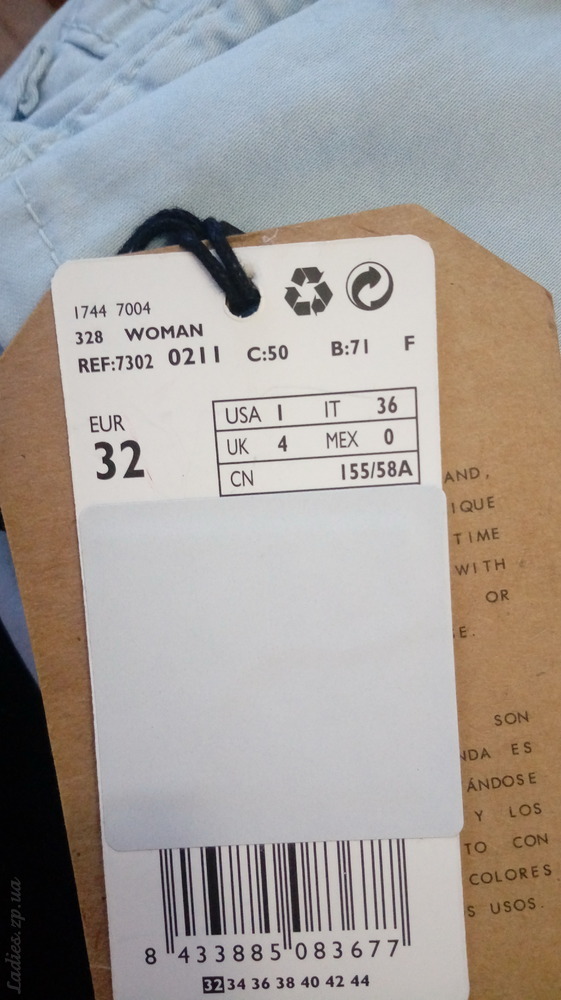 1744 7004
328 WOMAN
REF:7302 0211 C:50 B:71 F
EUR
32
USA 1 IT 36
UK 4 MEX 0
CN 155/58A
AND,
IQUE
TIME
WITH
OR
E.
SON
NDA ES
ÁNDOSE
Y LOS
TO CON
COLORES
S USOS.
8 433885 083677
32 34 36 38 40 42 44
Ladies.zp.ua